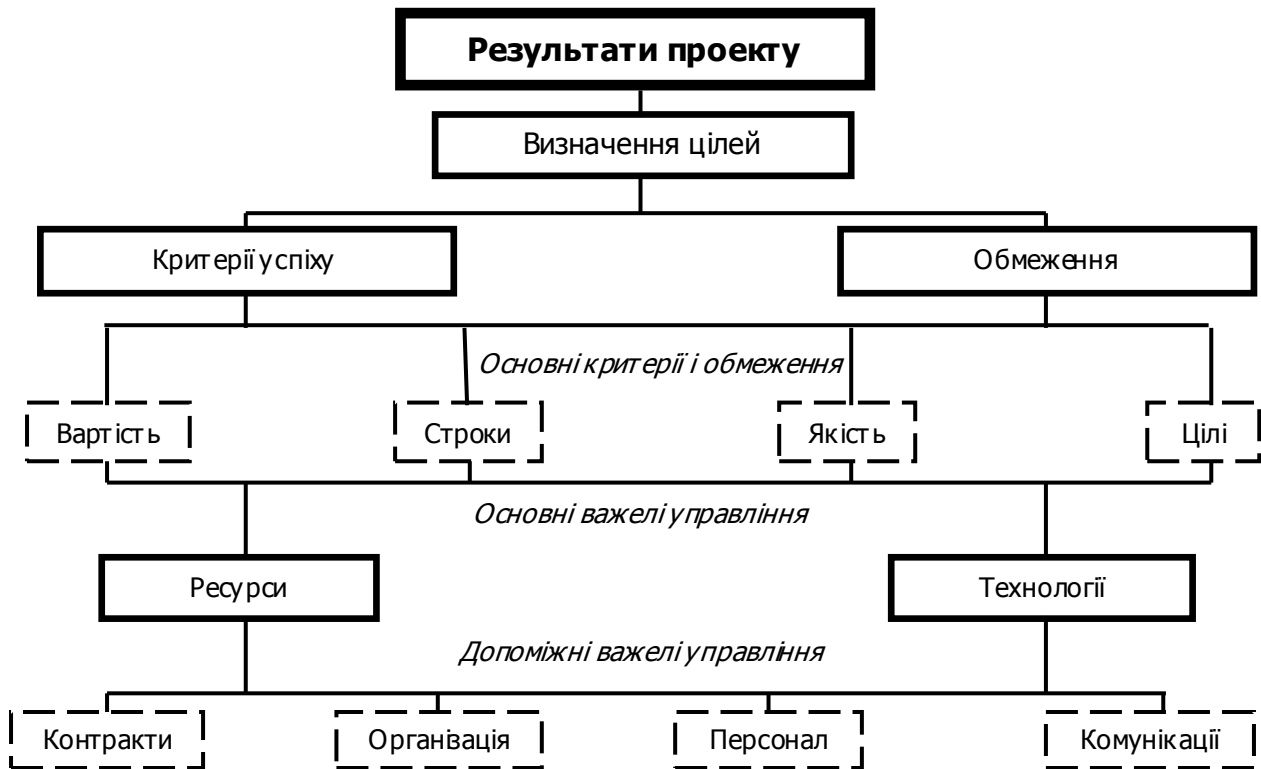 Результати проекту
Визначення цілей
Критерії успіху
Обмеження
Основні критерії і обмеження
Вартість
Строки
Якість
Цілі
Основні важелі управління
Ресурси
Технології
Допоміжні важелі управління
Контракти
Організація
Персонал
Комунікації